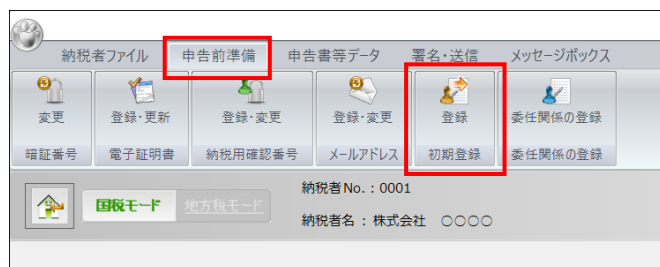 納税者ファイル 申告前準備 申告書等データ 署名・送信 メッセージボックス
変更 登録・更新 登録・変更 登録・変更 登録 委任関係の登録
暗証番号 電子証明書 納税用確認番号 メールアドレス 初期登録 委任関係の登録
納税者No.:0001
国税モード 地方税モード
納税者名 : 株式会社 ○○○○